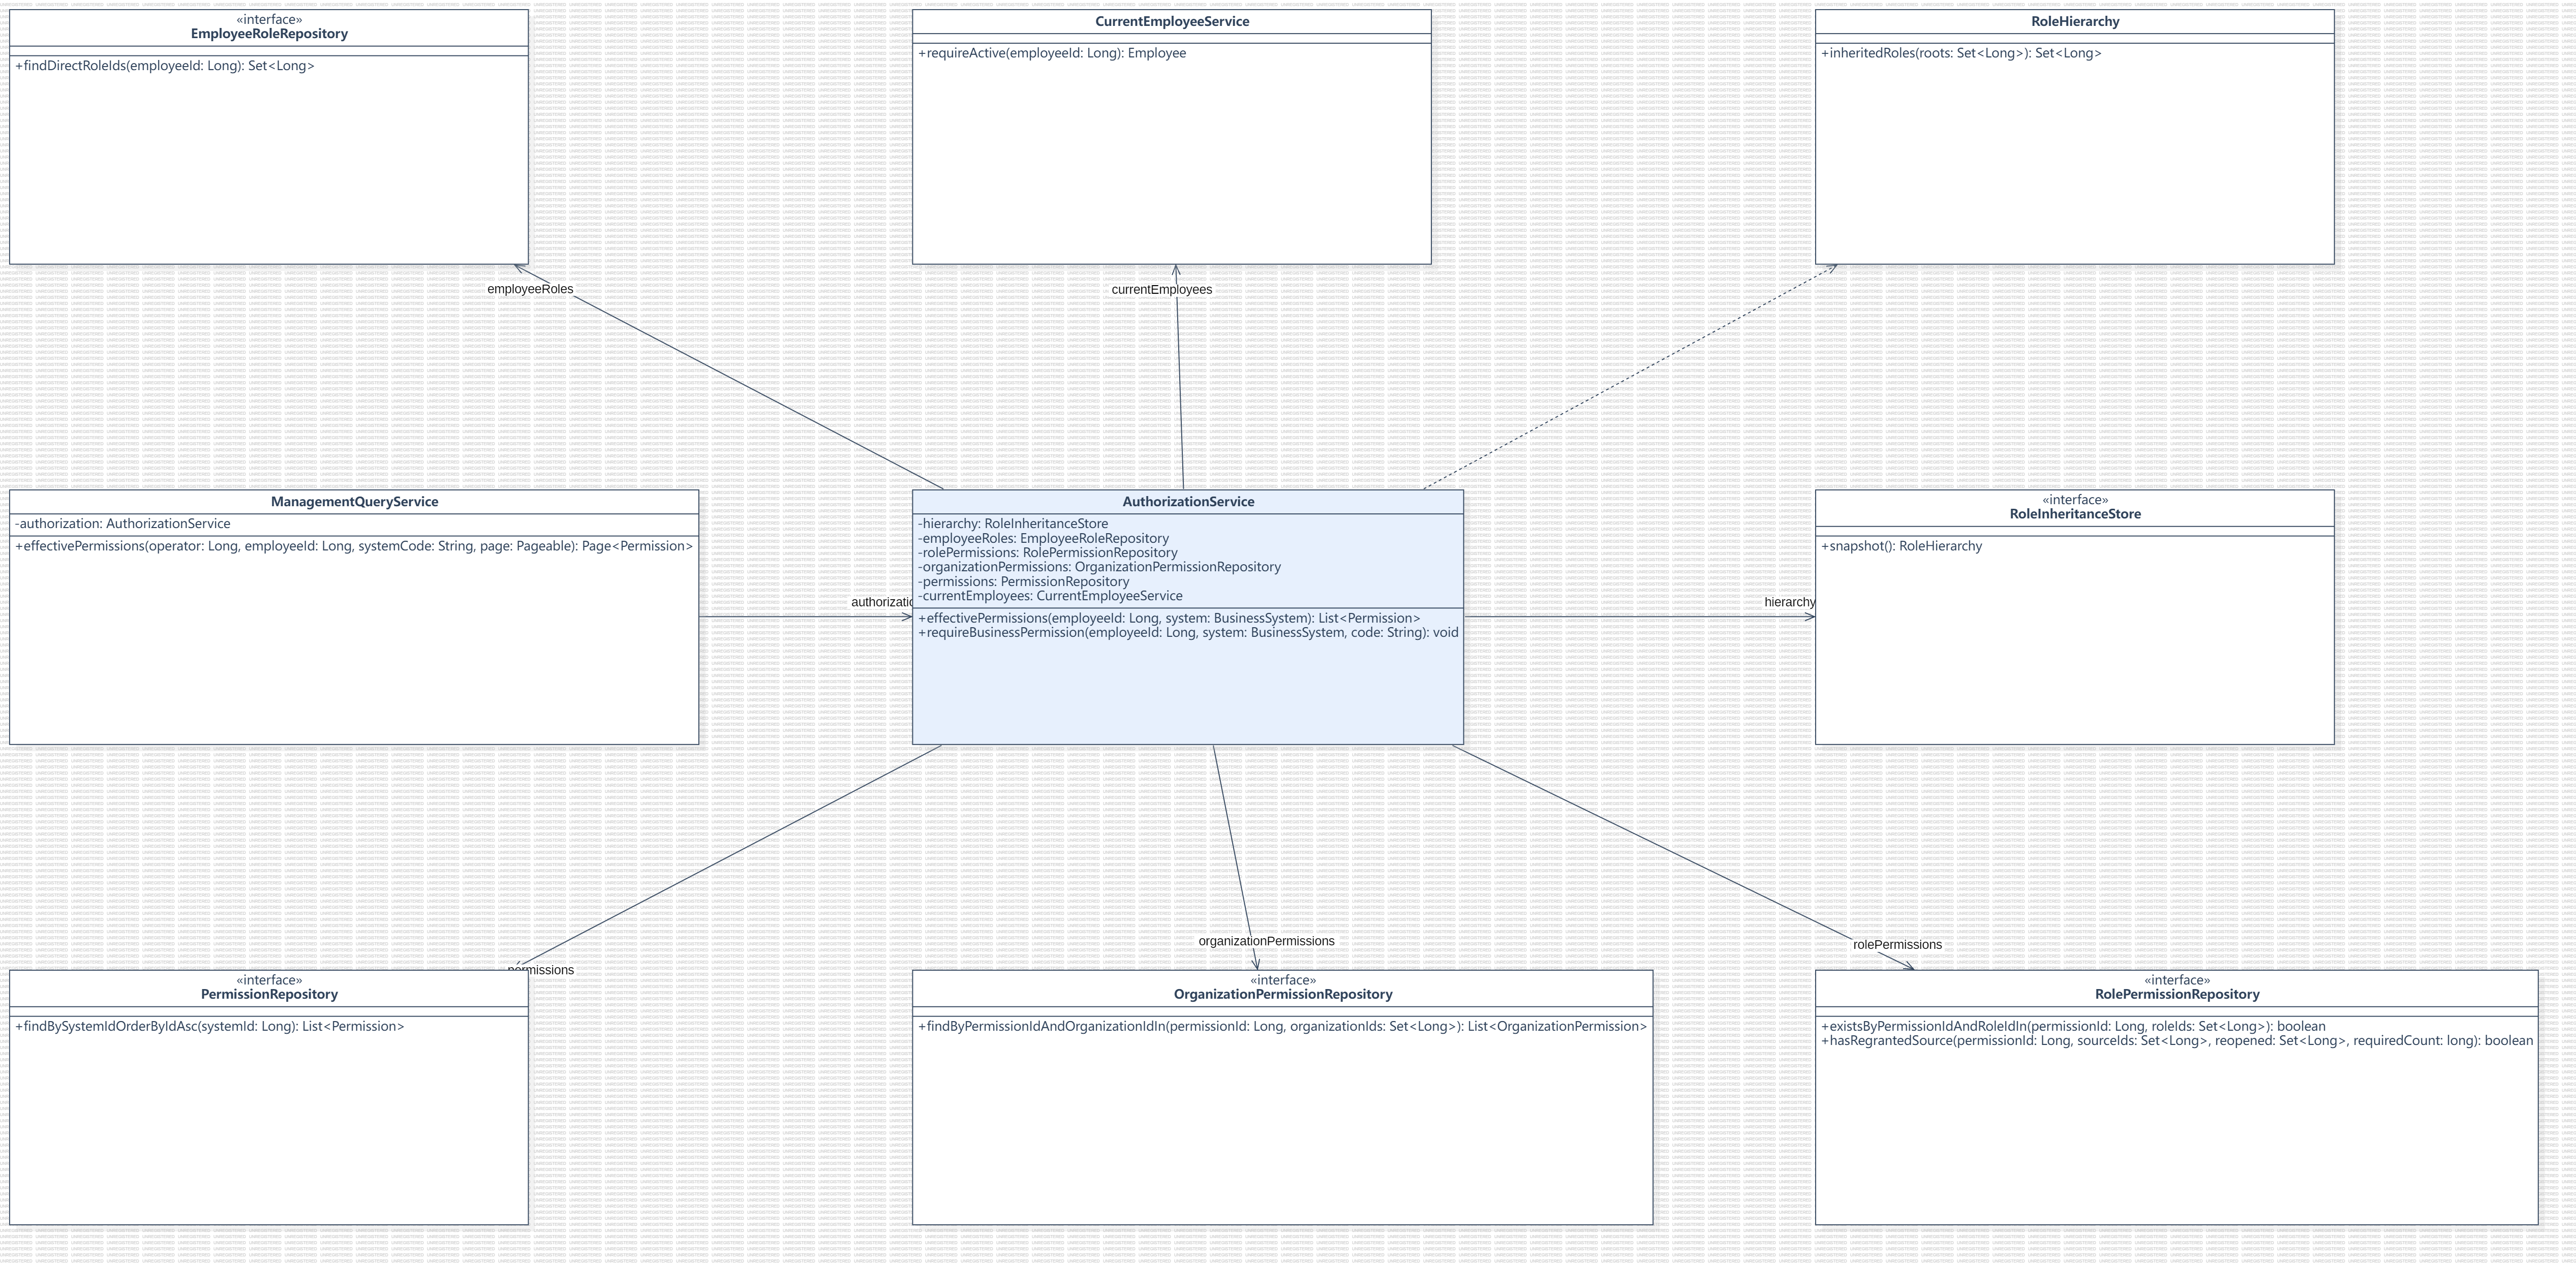 «interface»
EmployeeRoleRepository
+findDirectRoleIds(employeeId: Long): Set<Long>
CurrentEmployeeService
+requireActive(employeeId: Long): Employee
RoleHierarchy
+inheritedRoles(roots: Set<Long>): Set<Long>
employeeRoles
currentEmployees
ManagementQueryService
-authorization: AuthorizationService
+effectivePermissions(operator: Long, employeeId: Long, systemCode: String, page: Pageable): Page<Permission>
AuthorizationService
-hierarchy: RoleInheritanceStore
-employeeRoles: EmployeeRoleRepository
-rolePermissions: RolePermissionRepository
-organizationPermissions: OrganizationPermissionRepository
-permissions: PermissionRepository
-currentEmployees: CurrentEmployeeService
+effectivePermissions(employeeId: Long, system: BusinessSystem): List<Permission>
+requireBusinessPermission(employeeId: Long, system: BusinessSystem, code: String): void
«interface»
RoleInheritanceStore
+snapshot(): RoleHierarchy
authorizatio
hierarchy
permissions
organizationPermissions
rolePermissions
«interface»
PermissionRepository
+findBySystemIdOrderByIdAsc(systemId: Long): List<Permission>
«interface»
OrganizationPermissionRepository
+findByPermissionIdAndOrganizationIdIn(permissionId: Long, organizationIds: Set<Long>): List<OrganizationPermission>
«interface»
RolePermissionRepository
+existsByPermissionIdAndRoleIdIn(permissionId: Long, roleIds: Set<Long>): boolean
+hasRegrantedSource(permissionId: Long, sourceIds: Set<Long>, reopened: Set<Long>, requiredCount: long): boolean
UNREGISTERED